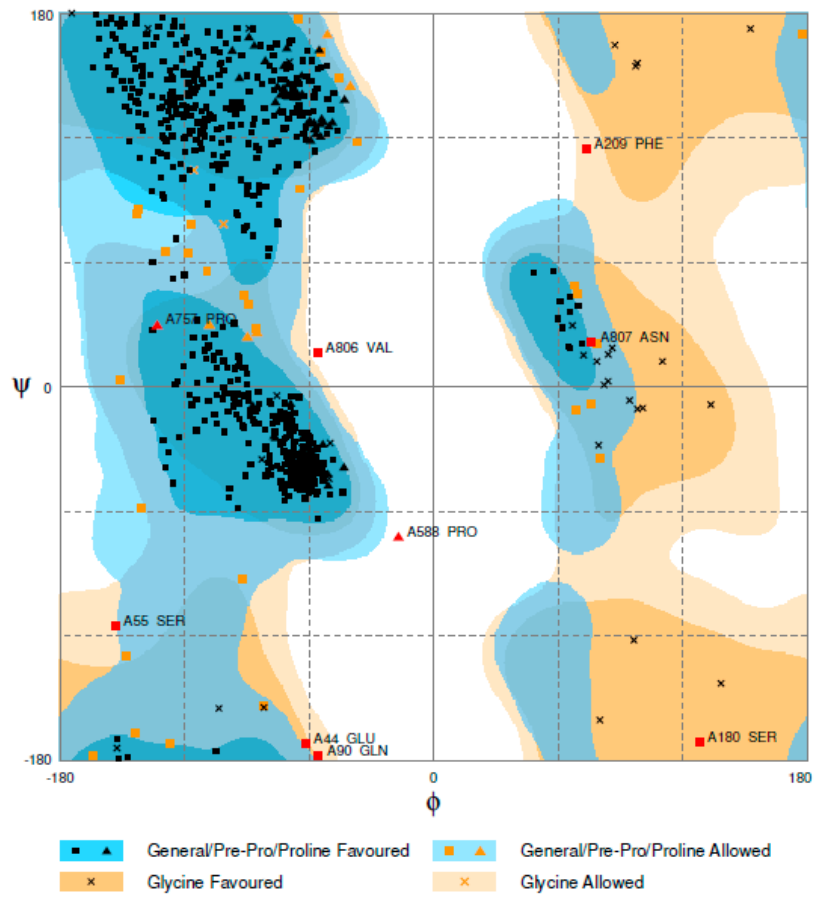 180
A209 PHE
A757 PRO
A807 ASN
A806 VAL
ψ 0
A588 PRO
A55 SER
A44 GLU
A180 SER
A90 GLN
-180
-180 0 180
ϕ
General/Pre-Pro/Proline Favoured General/Pre-Pro/Proline Allowed
Glycine Favoured Glycine Allowed